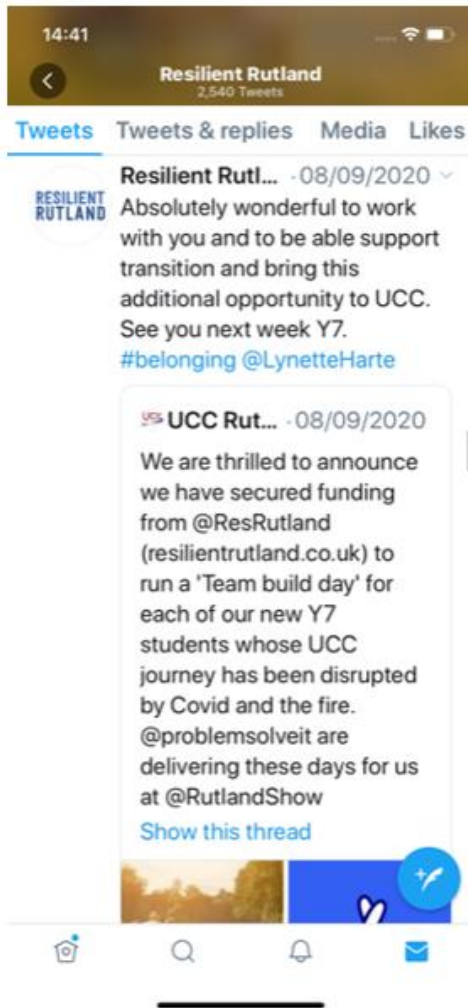 14:41
Resilient Rutland
2,540 Tweets
Tweets Tweets & replies Media Likes
Resilient Rutl... ·08/09/2020
RESILIENT
RUTLAND
Absolutely wonderful to work
with you and to be able support
transition and bring this
additional opportunity to UCC.
See you next week Y7.
#belonging @LynetteHarte
UCC Rut... ·08/09/2020
We are thrilled to announce
we have secured funding
from @ResRutland
(resilientrutland.co.uk) to
run a 'Team build day' for
each of our new Y7
students whose UCC
journey has been disrupted
by Covid and the fire.
@problemsolveit are
delivering these days for us
at @RutlandShow
Show this thread